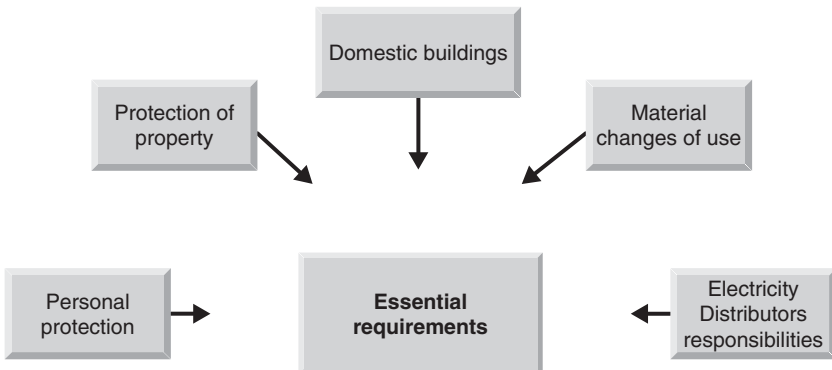 Domestic buildings
Protection of
property
Material
changes of use
Personal
protection
Essential
requirements
Electricity
Distributors
responsibilities